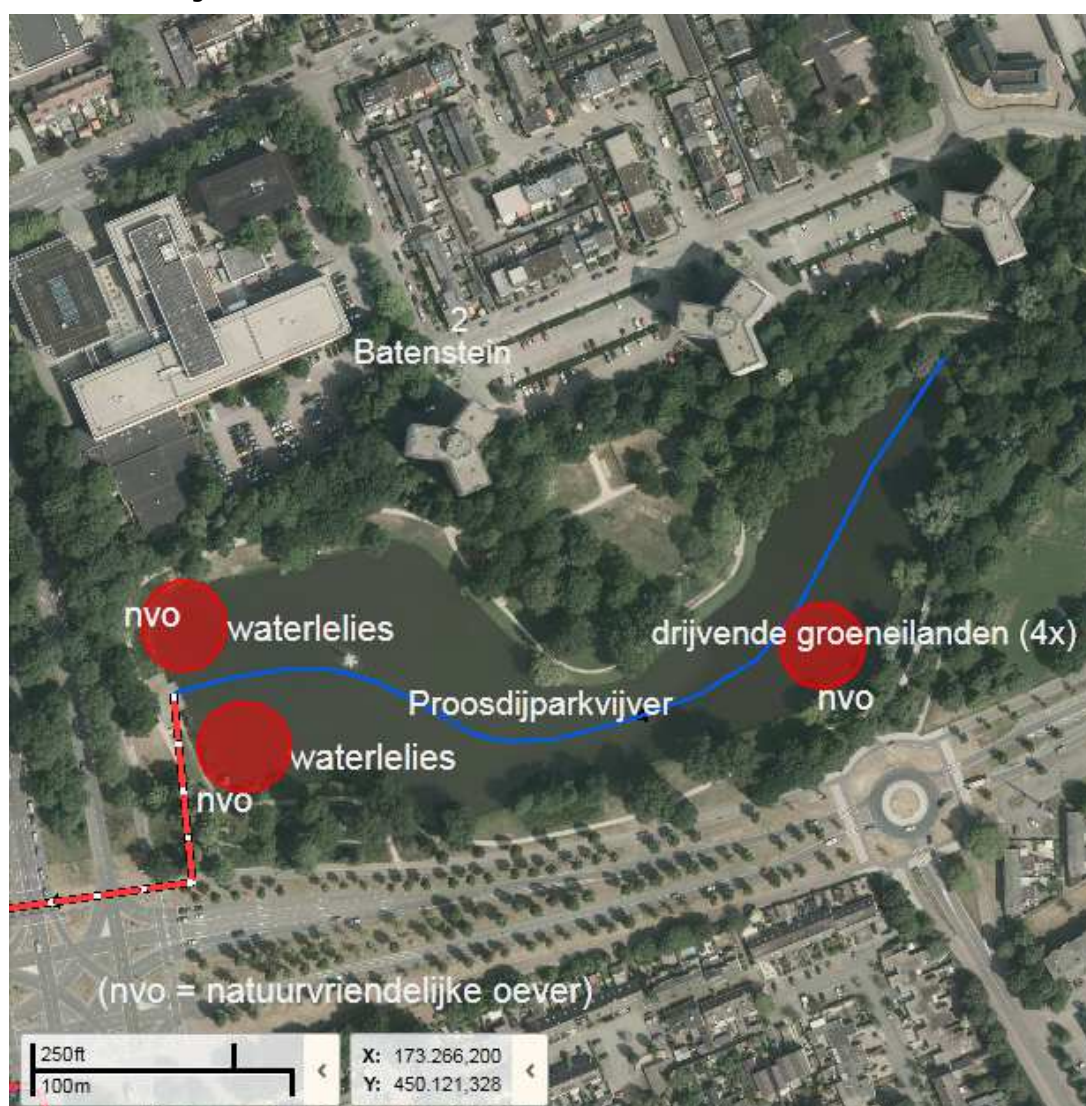 2
Batenstein
nvo
waterlelies
drijvende groeneilanden (4x)
Proosdijparkvijver
nvo
waterlelies
nvo
(nvo = natuurvriendelijke oever)
250ft
100m
X: 173.266,200
Y: 450.121,328